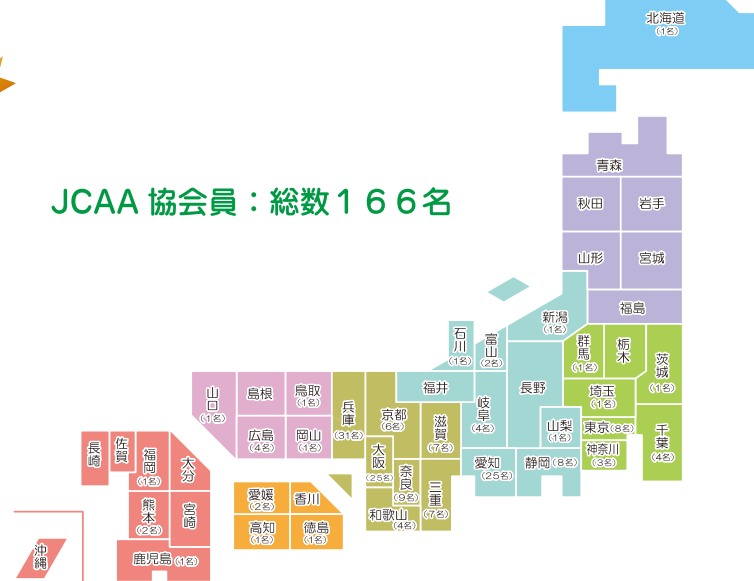 北海道
(1名)
青森
秋田
岩手
JCAA 協会員：総数１６６名
山形
宮城
福島
新潟
(1名)
石川
(1名)
富山
(2名)
群馬
(1名)
栃木
茨城
(1名)
福井
長野
岐阜
(4名)
埼玉
(1名)
山口
(1名)
島根
鳥取
(1名)
兵庫
(31名)
京都
(6名)
滋賀
(7名)
山梨
(1名)
東京(8名)
千葉
(4名)
広島
(4名)
岡山
(1名)
大阪
(25名)
神奈川
(3名)
長崎
佐賀
福岡
(1名)
大分
奈良
(9名)
三重
(7名)
愛知
(25名)
静岡(8名)
熊本
(2名)
宮崎
愛媛
(2名)
香川
和歌山
(4名)
高知
(1名)
徳島
(1名)
沖縄
鹿児島(1名)